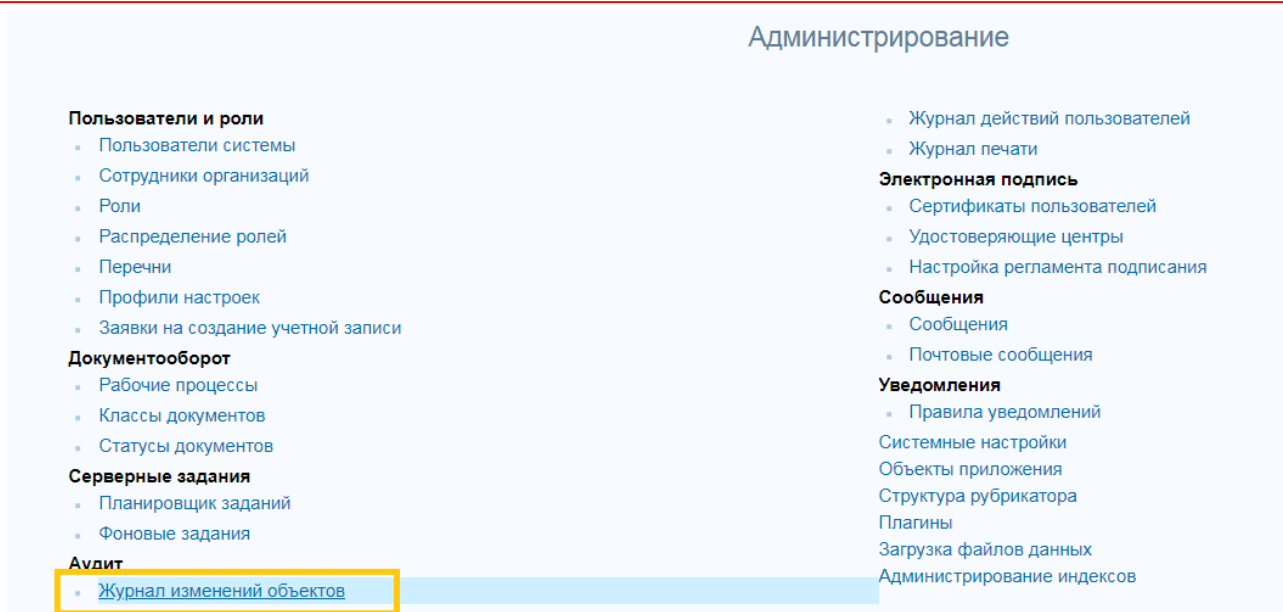 Администрирование
Пользователи и роли
Пользователи системы
Сотрудники организаций
Роли
Распределение ролей
Перечни
Профили настроек
Заявки на создание учетной записи
Документооборот
Рабочие процессы
Классы документов
Статусы документов
Серверные задания
Планировщик заданий
Фоновые задания
Аудит
Журнал изменений объектов
Журнал действий пользователей
Журнал печати
Электронная подпись
Сертификаты пользователей
Удостоверяющие центры
Настройка регламента подписания
Сообщения
Сообщения
Почтовые сообщения
Уведомления
Правила уведомлений
Системные настройки
Объекты приложения
Структура рубрикатора
Плагины
Загрузка файлов данных
Администрирование индексов